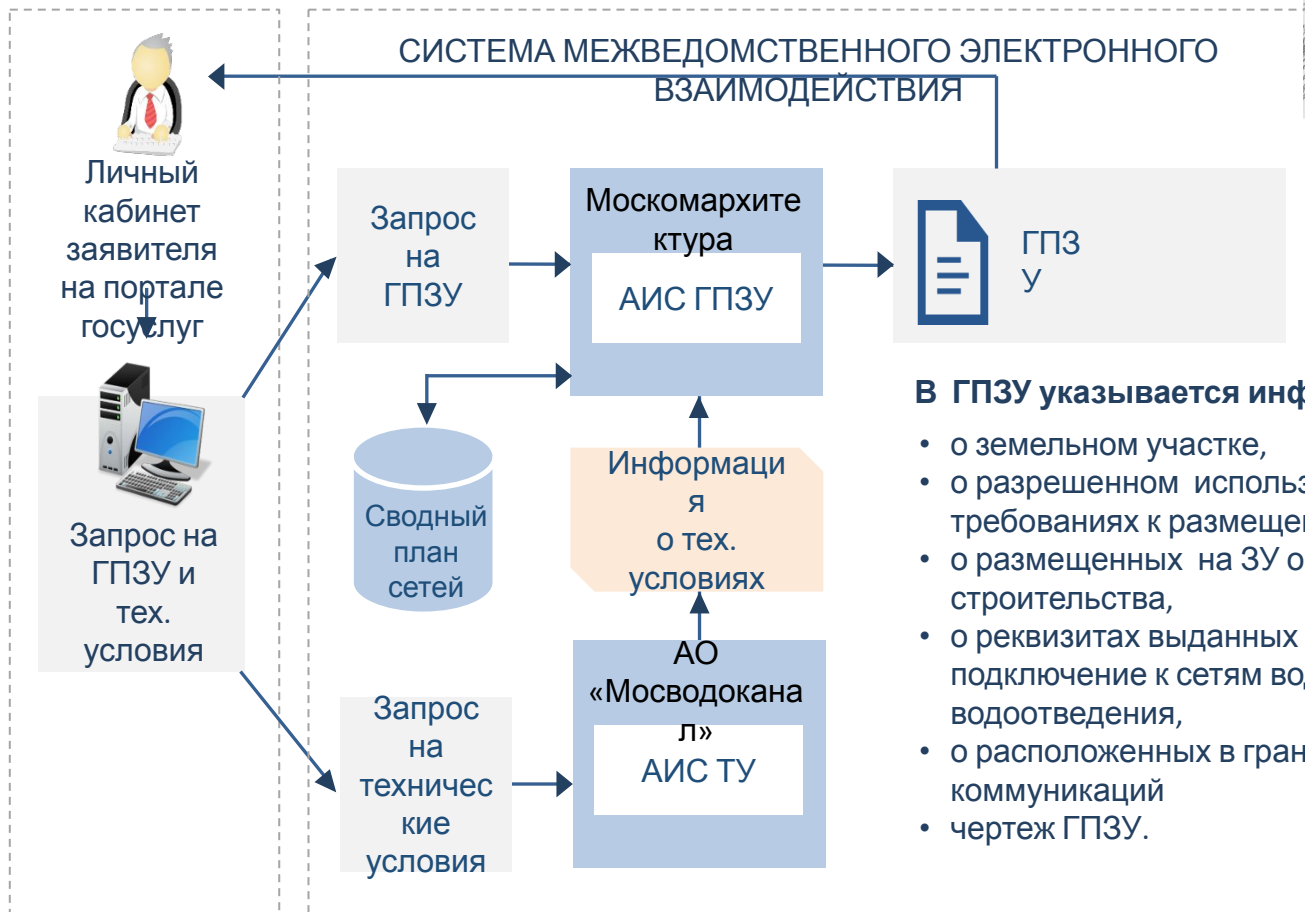 СИСТЕМА МЕЖВЕДОМСТВЕННОГО ЭЛЕКТРОННОГО
ВЗАИМОДЕЙСТВИЯ
Личный
кабинет
заявителя
на портале
госуслуг
Запрос на
ГПЗУ и
тех.
условия
Запрос
на
ГПЗУ
Москомархите
ктура
АИС ГПЗУ
ГПЗ
У
Сводный
план
сетей
Информаци
я
о тех.
условиях
Запрос
на
техничес
кие
условия
АО
«Мосводокана
л»
АИС ТУ
В ГПЗУ указывается инф
• о земельном участке,
• о разрешенном использ
требованиях к размеще
• о размещенных на ЗУ о
строительства,
• о реквизитах выданных
подключение к сетям во
водоотведения,
• о расположенных в гран
коммуникаций
• чертеж ГПЗУ.